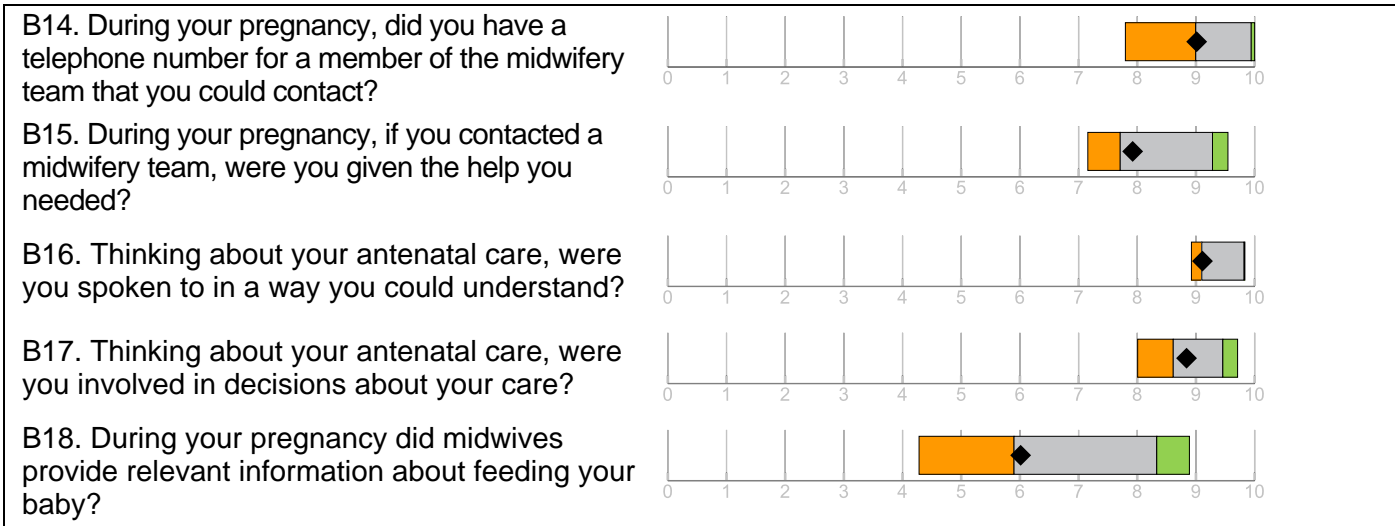 B14. During your pregnancy, did you have a
telephone number for a member of the midwifery
team that you could contact?
0 1 2 3 4 5 6 7 8 9 10
B15. During your pregnancy, if you contacted a
midwifery team, were you given the help you
needed?
0 1 2 3 4 5 6 7 8 9 10
B16. Thinking about your antenatal care, were
you spoken to in a way you could understand?
0 1 2 3 4 5 6 7 8 9 10
B17. Thinking about your antenatal care, were
you involved in decisions about your care?
0 1 2 3 4 5 6 7 8 9 10
B18. During your pregnancy did midwives
provide relevant information about feeding your
baby?
0 1 2 3 4 5 6 7 8 9 10